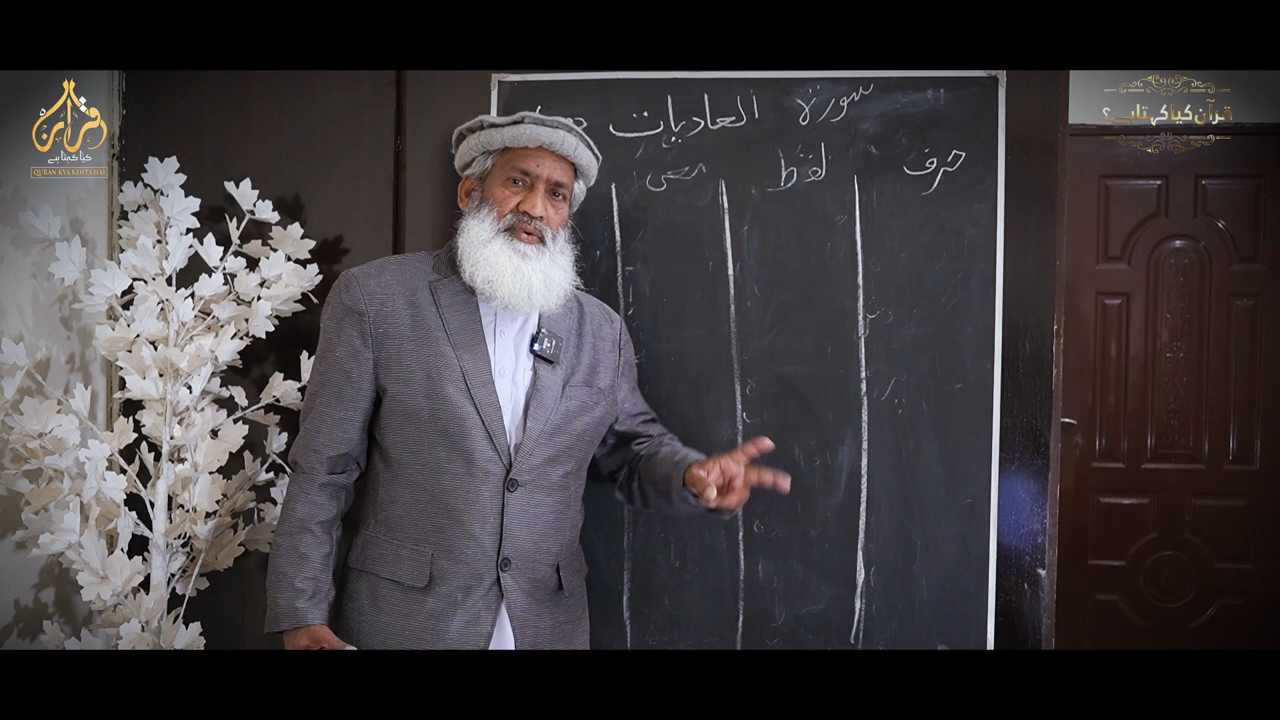 قرآن
کیا کہتا ہے
QURAN KYA KEHTA HAI
قرآن کیا کہتا ہے؟
سورۃ العادیات
حرف
لفظ
معنی